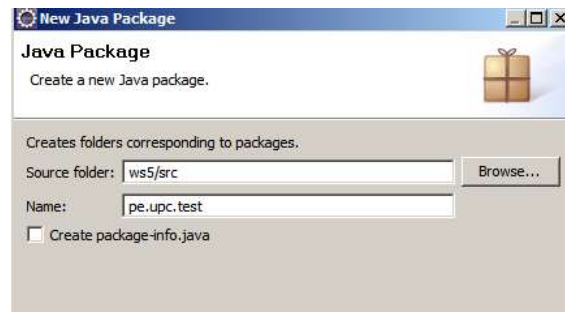 New Java Package
Java Package
Create a new Java package.
Creates folders corresponding to packages.
Source folder: ws5/src Browse...
Name: pe.upc.test
Create package-info.java